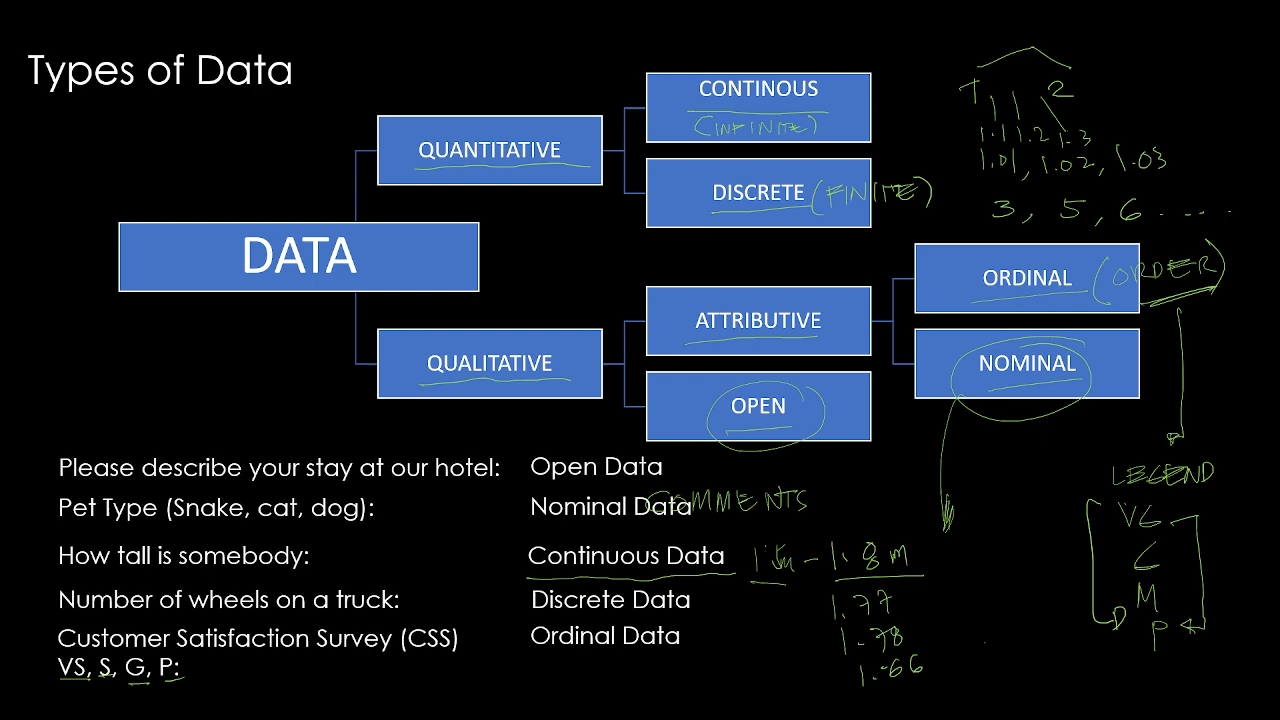 Types of Data
CONTINOUS
(INFINITE)
QUANTITATIVE
DISCRETE (FINITE)
1 2
1.1 1.2 1.3
1.01, 1.02, 1.03
3, 5, 6 ....
DATA
ORDINAL (ORDER)
ATTRIBUTIVE
QUALITATIVE
NOMINAL
OPEN
Please describe your stay at our hotel: Open Data
Pet Type (Snake, cat, dog): Nominal Data
COMMENTS
How tall is somebody: Continuous Data
- 1.8m
1.77
1.78
1.66
Number of wheels on a truck: Discrete Data
Customer Satisfaction Survey (CSS) Ordinal Data
VS, S, G, P:
LEGEND
VG
M
P
D